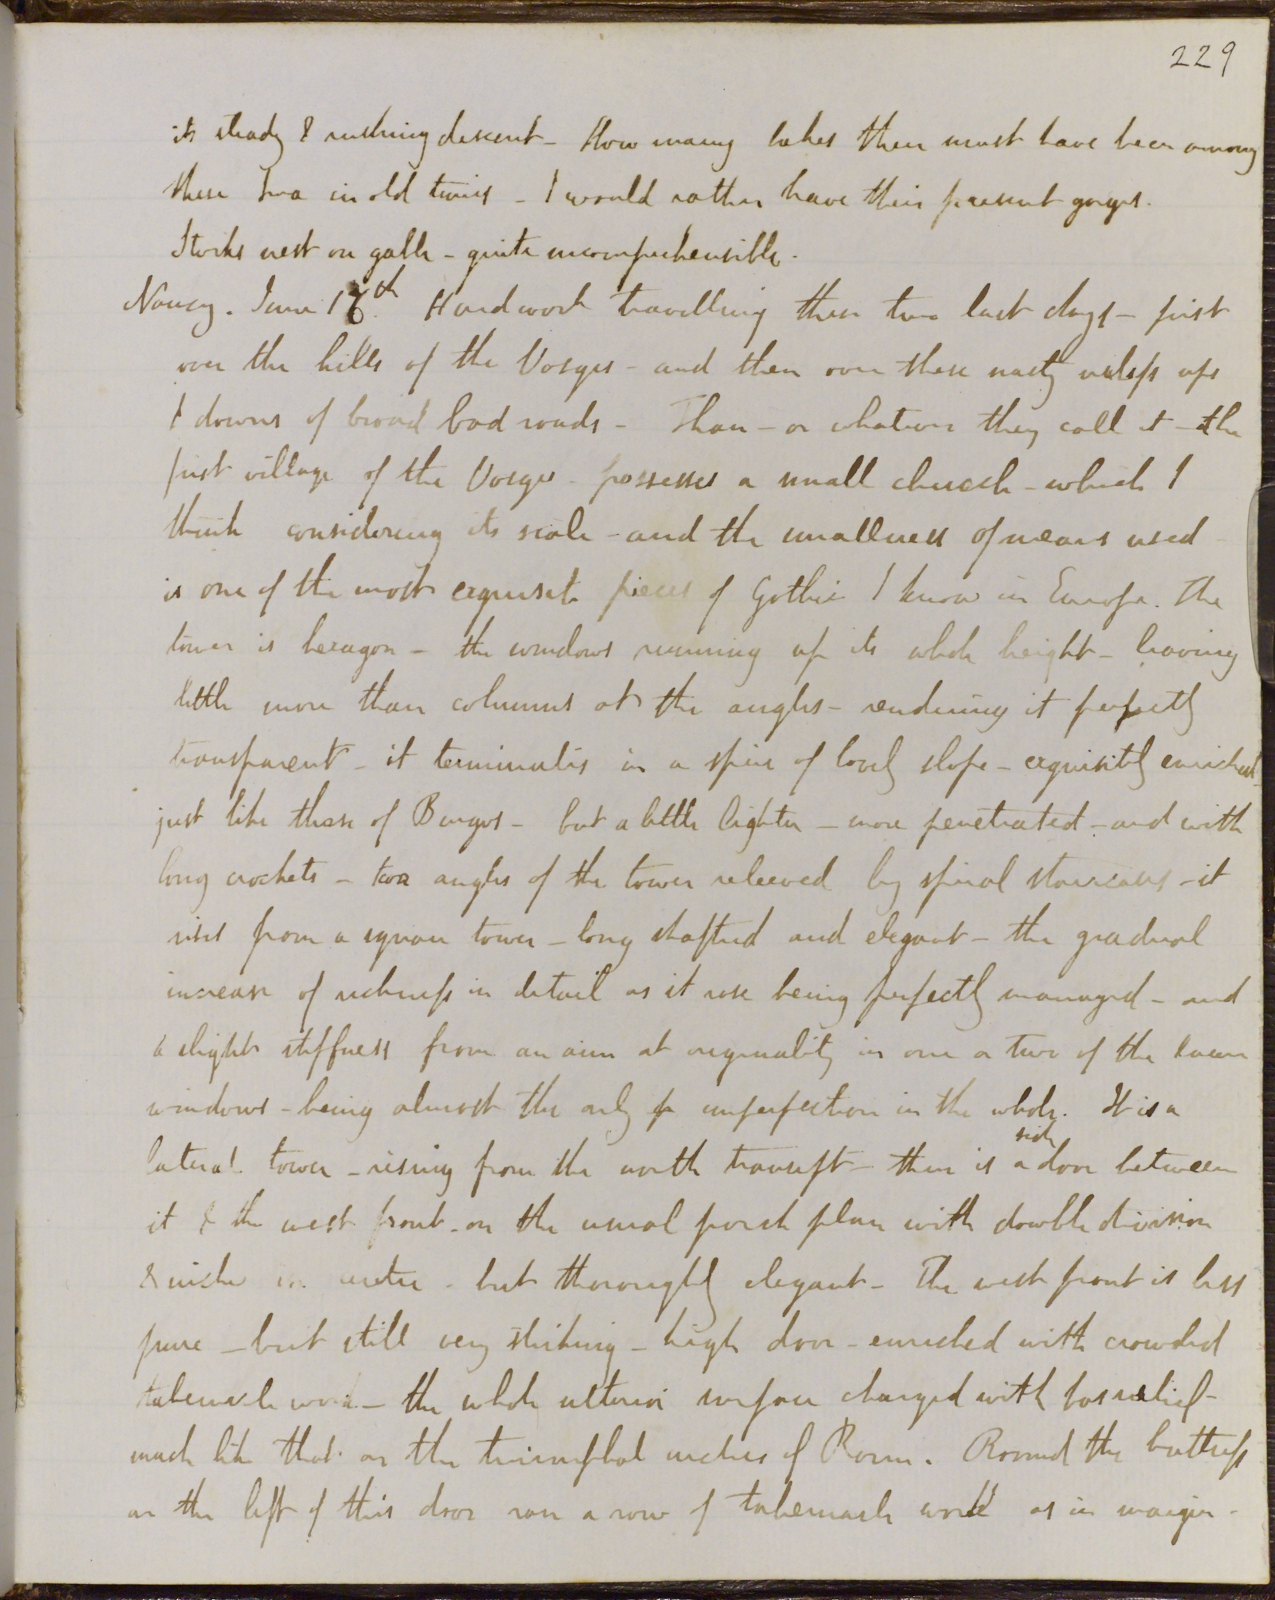 229
its steady & rushing descent - How many lakes there must have been among
these Jura in old times - I would rather have their present gorges.
Storks nest on gable - quite incomprehensible.
Nancy. June 16th. Hard work travelling these two last days - first
over the hills of the Vosges - and then over these nasty useless ups
& downs of broad bad roads - Than - or whatever they call it - the
first village of the Vosges - possesses a small church - which I
think considering its scale - and the smallness of means used -
is one of the most exquisite pieces of Gothic I know in Europe. The
tower is hexagon - the windows running up its whole height - leaving
little more than columns at the angles - rendering it perfectly
transparent - it terminates in a spire of lovely slope - exquisitely enriched
just like those of Burgos - but a little lighter - more penetrated - and with
long crockets - two angles of the tower relieved by spiral staircases - it
rises from a square tower - long shafted and elegant - the gradual
increase of richness in detail as it rose being perfectly managed - and
a slight stiffness from an aim at originality in one or two of the lower
windows - being almost the only imperfection in the whole. It is a
lateral tower - rising from the north transept - there is a side door between
it & the west front - on the usual porch plan with double division
& niche in centre - but thoroughly elegant - The west front is less
pure - but still very striking - high door - enriched with crowded
tabernacle work - the whole interior surface charged with bas relief -
much like that on the triumphal arches of Rome. Round the buttress
on the left of this door ran a row of tabernacle work as in margin -